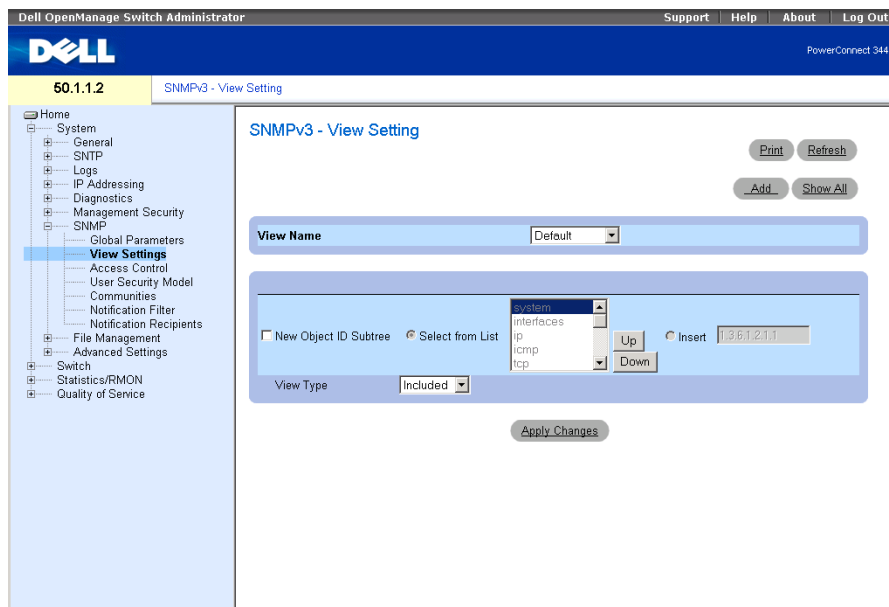 Dell OpenManage Switch Administrator
Support Help About Log Out
DELL
PowerConnect 344
50.1.1.2
SNMPv3 - View Setting
Home
System
General
SNTP
Logs
IP Addressing
Diagnostics
Management Security
SNMP
Global Parameters
View Settings
Access Control
User Security Model
Communities
Notification Filter
Notification Recipients
File Management
Advanced Settings
Switch
Statistics/RMON
Quality of Service
SNMPv3 - View Setting
Print Refresh
Add Show All
View Name Default
system
interfaces
ip
icmp
tcp
New Object ID Subtree Select from List Up Down Insert 1.3.6.1.2.1.1
View Type Included
Apply Changes